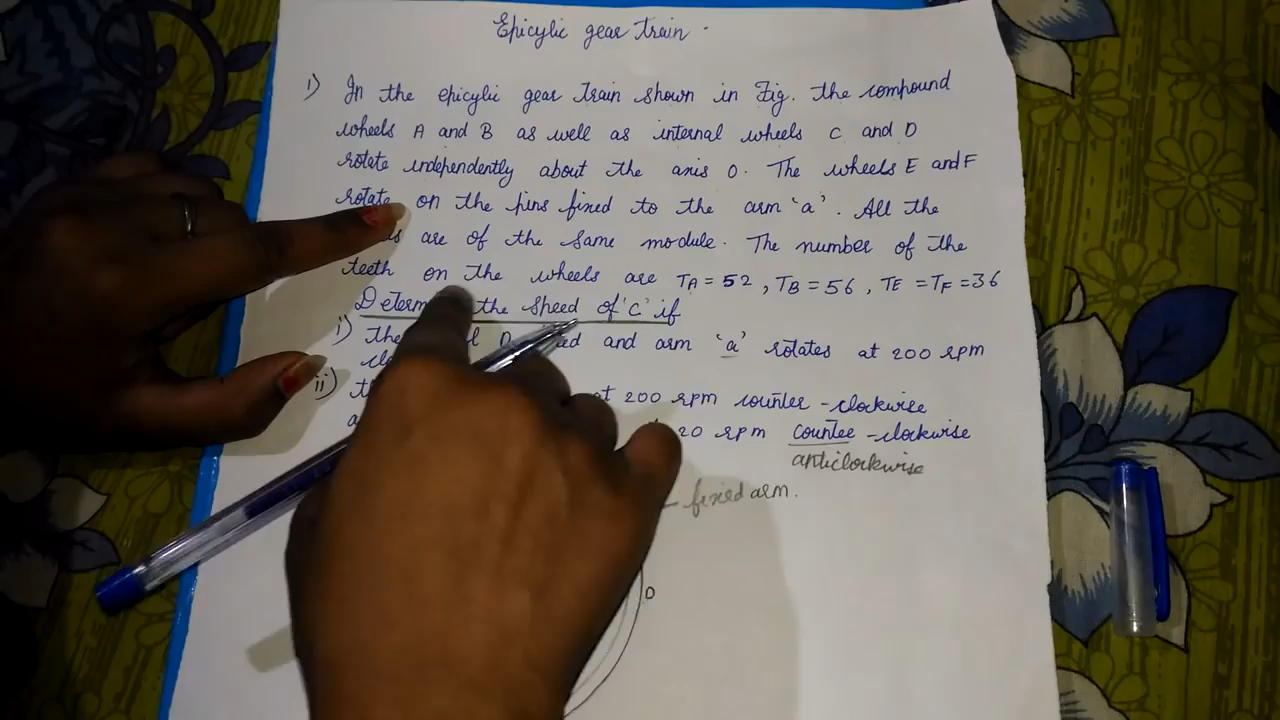 Epicylic gear Train.
1) In the epicylic gear Train shown in Fig. the compound
wheels A and B as well as internal wheels C and D
rotate independently about the axis O. The wheels E and F
rotate on the pins fixed to the arm 'a'. All the
are of the same module. The number of the
teeth on the wheels are TA = 52, TB = 56, TE = TF = 36
the speed of 'C' if
i) the and arm 'a' rotates at 200 rpm
ii) at 200 rpm counter-clockwise
20 rpm countee-clockwise
anticlockwise
fixed arm.
D